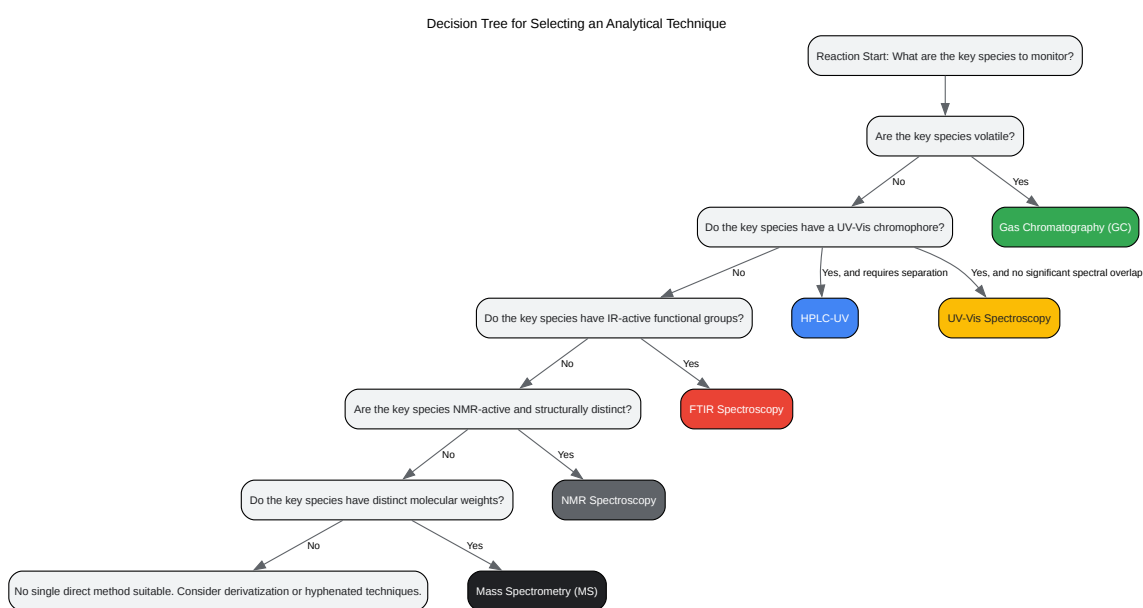 Decision Tree for Selecting an Analytical Technique
Reaction Start: What are the key species to monitor?
Are the key species volatile?
No
Yes
Do the key species have a UV-Vis chromophore?
Gas Chromatography (GC)
No
Yes, and requires separation
Yes, and no significant spectral overlap
Do the key species have IR-active functional groups?
HPLC-UV
UV-Vis Spectroscopy
No
Yes
Are the key species NMR-active and structurally distinct?
FTIR Spectroscopy
No
Yes
Do the key species have distinct molecular weights?
NMR Spectroscopy
No
Yes
No single direct method suitable. Consider derivatization or hyphenated techniques.
Mass Spectrometry (MS)